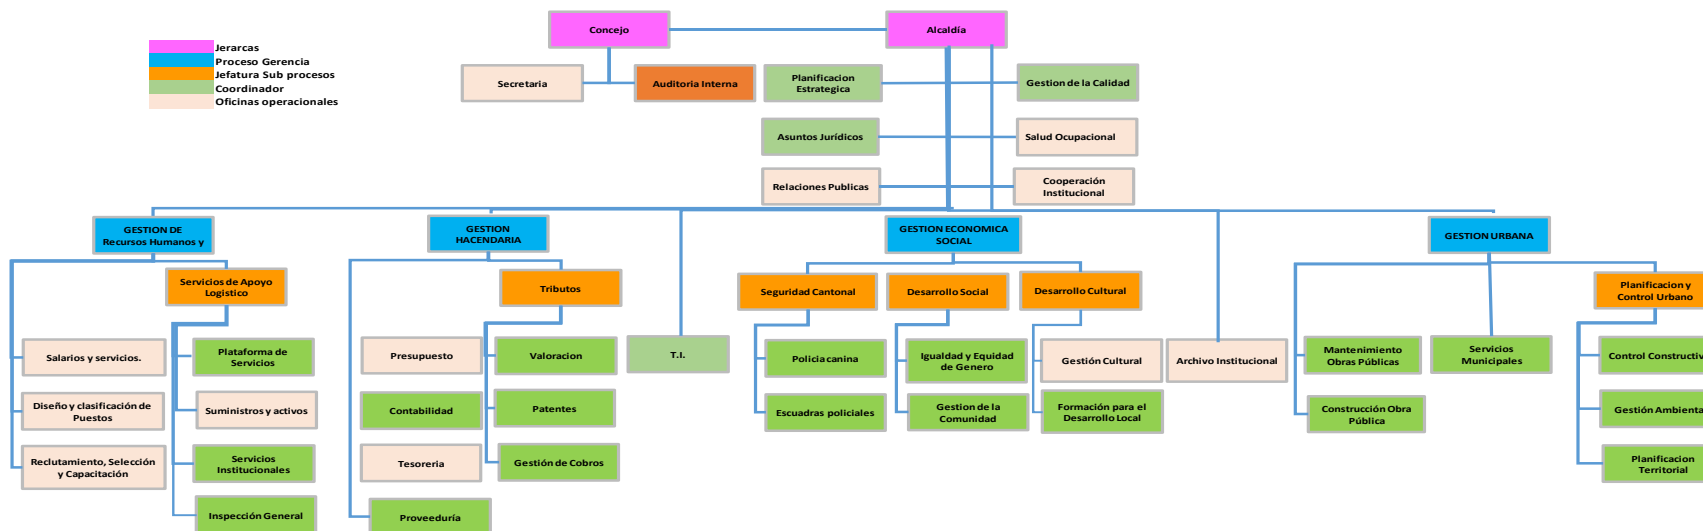 Concejo
Alcaldía
Jerarcas
Proceso Gerencia
Jefatura Sub procesos
Coordinador
Oficinas operacionales
Secretaria
Auditoria Interna
Planificacion
Estrategica
Gestion de la Calidad
Asuntos Jurídicos
Salud Ocupacional
Relaciones Publicas
Cooperación
Institucional
GESTION DE
Recursos Humanos y
GESTION
HACENDARIA
GESTION ECONOMICA
SOCIAL
GESTION URBANA
Servicios de Apoyo
Logistico
Tributos
Seguridad Cantonal
Desarrollo Social
Desarrollo Cultural
Planificacion y
Control Urbano
Salarios y servicios.
Plataforma de
Servicios
Presupuesto
Valoracion
T.I.
Policia canina
Igualdad y Equidad
de Genero
Gestión Cultural
Archivo Institucional
Mantenimiento
Obras Públicas
Servicios
Municipales
Control Constructiv
Diseño y clasificación de
Puestos
Suministros y activos
Contabilidad
Patentes
Escuadras policiales
Gestion de la
Comunidad
Formación para el
Desarrollo Local
Construcción Obra
Pública
Gestión Ambienta
Reclutamiento, Selección
y Capacitación
Servicios
Institucionales
Tesoreria
Gestión de Cobros
Planificacion
Territorial
Inspección General
Proveeduría